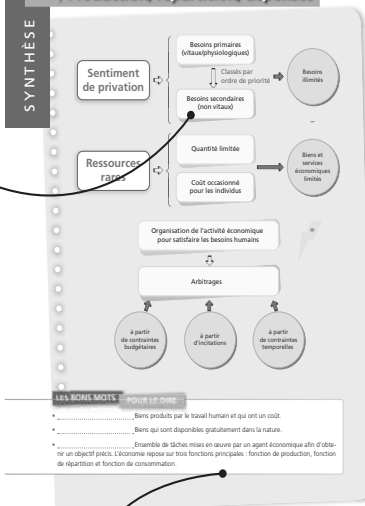 Production, répartition, dépenses
SYNTHÈSE
Sentiment
de privation
Besoins primaires
(vitaux/physiologiques)
Classés par
ordre de priorité
Besoins secondaires
(non vitaux)
Besoins
illimités
–
Ressources
rares
Quantité limitée
Coût occasionné
pour les individus
Biens et
services
économiques
limités
=
Organisation de l'activité économique
pour satisfaire les besoins humains
Arbitrages
à partir
de contraintes
budgétaires
à partir
d'incitations
à partir
de contraintes
temporelles
LES BONS MOTS POUR LE DIRE
• Biens produits par le travail humain et qui ont un coût.
• Biens qui sont disponibles gratuitement dans la nature.
• Ensemble de tâches mises en œuvre par un agent économique afin d'obte-
nir un objectif précis. L'économie repose sur trois fonctions principales : fonction de production, fonction
de répartition et fonction de consommation.